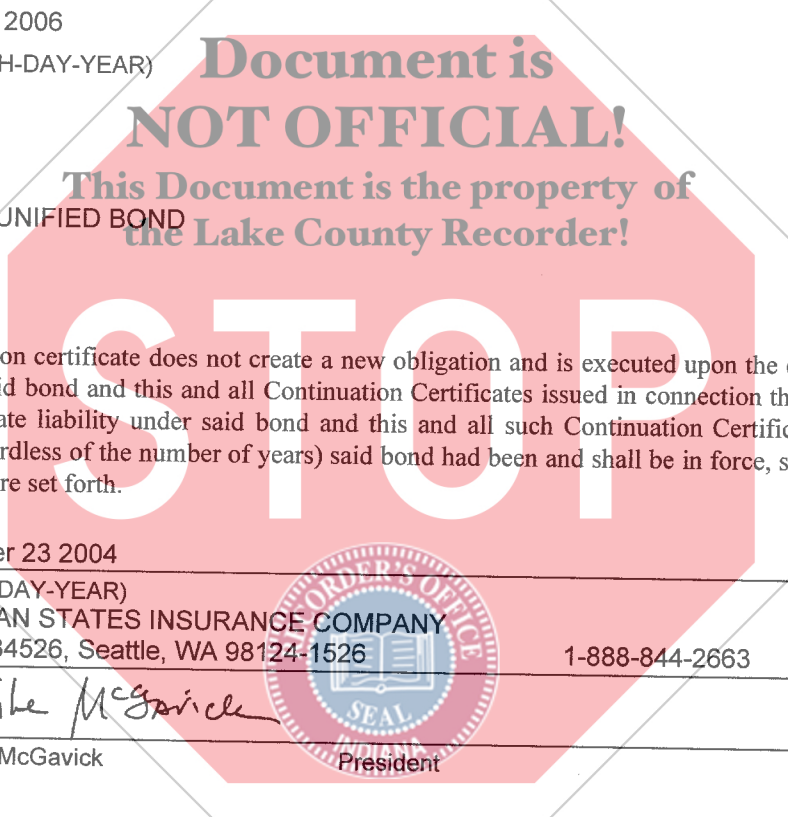 2006
H-DAY-YEAR)
Document is
NOT OFFICIAL!
This Document is the property of
the Lake County Recorder!
UNIFIED BOND
STOP
on certificate does not create a new obligation and is executed upon the
id bond and this and all Continuation Certificates issued in connection th
ate liability under said bond and this and all such Continuation Certific
rdless of the number of years) said bond had been and shall be in force, s
re set forth.
er 23 2004
DAY-YEAR)
AN STATES INSURANCE COMPANY
34526, Seattle, WA 98124-1526 1-888-844-2663
RECORDER'S OFFICE
SEAL
INDIANA
ike McGavick
McGavick President